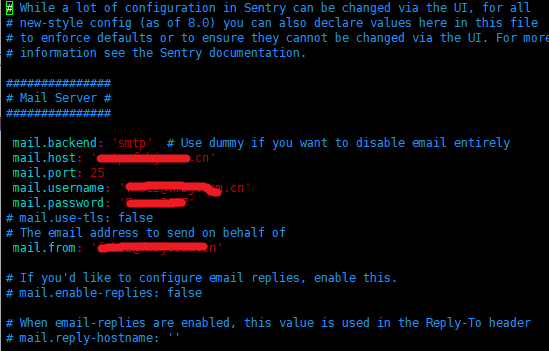 # While a lot of configuration in Sentry can be changed via the UI, for all
# new-style config (as of 8.0) you can also declare values here in this file
# to enforce defaults or to ensure they cannot be changed via the UI. For more
# information see the Sentry documentation.
###############
# Mail Server #
###############
mail.backend: 'smtp'  # Use dummy if you want to disable email entirely
mail.host: ' .cn'
mail.port: 25
mail.username: ' .cn'
mail.password: ' '
# mail.use-tls: false
# The email address to send on behalf of
mail.from: ' '
# If you'd like to configure email replies, enable this.
# mail.enable-replies: false
# When email-replies are enabled, this value is used in the Reply-To header
# mail.reply-hostname: ''